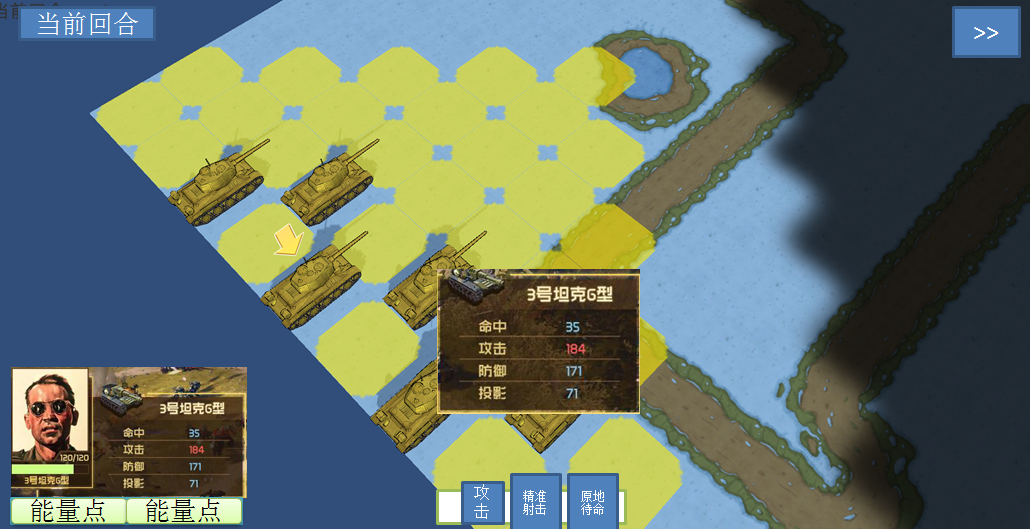 当前回合
>>
3号坦克G型
命中 35
攻击 184
防御 171
投影 71
3号坦克G型
命中 35
攻击 184
防御 171
投影 71
120/120
3号坦克G型
能量点
能量点
攻击
精准射击
原地待命